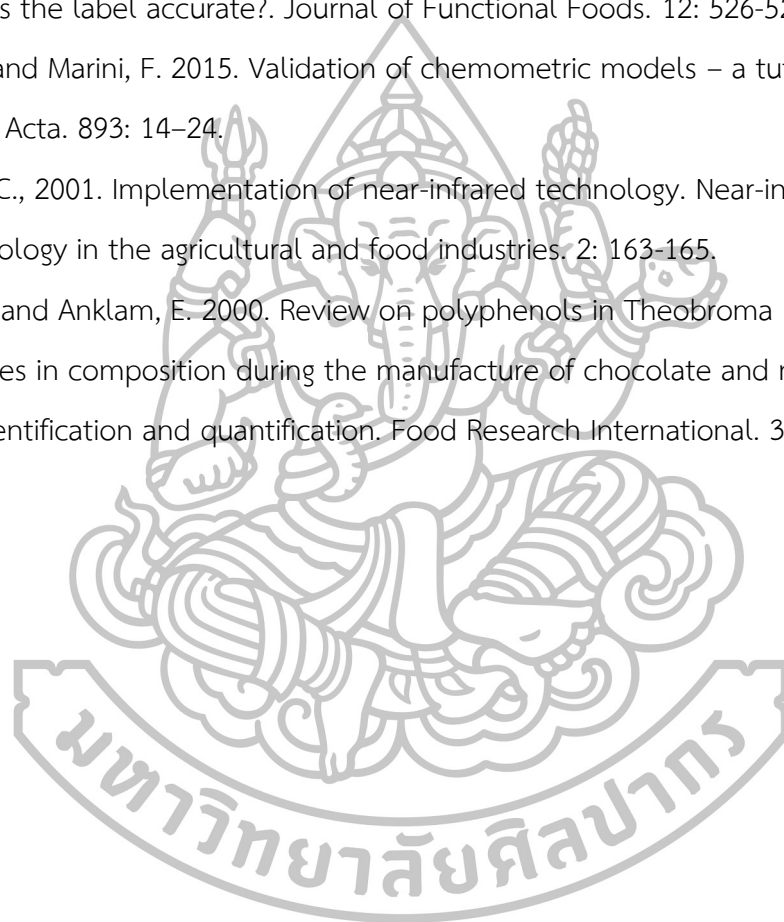 s the label accurate?. Journal of Functional Foods. 12: 526-52
and Marini, F. 2015. Validation of chemometric models – a tu
Acta. 893: 14–24.
C., 2001. Implementation of near-infrared technology. Near-in
ology in the agricultural and food industries. 2: 163-165.
and Anklam, E. 2000. Review on polyphenols in Theobroma
es in composition during the manufacture of chocolate and
entification and quantification. Food Research International. 3
มหาวิทยาลัยศิลปากร